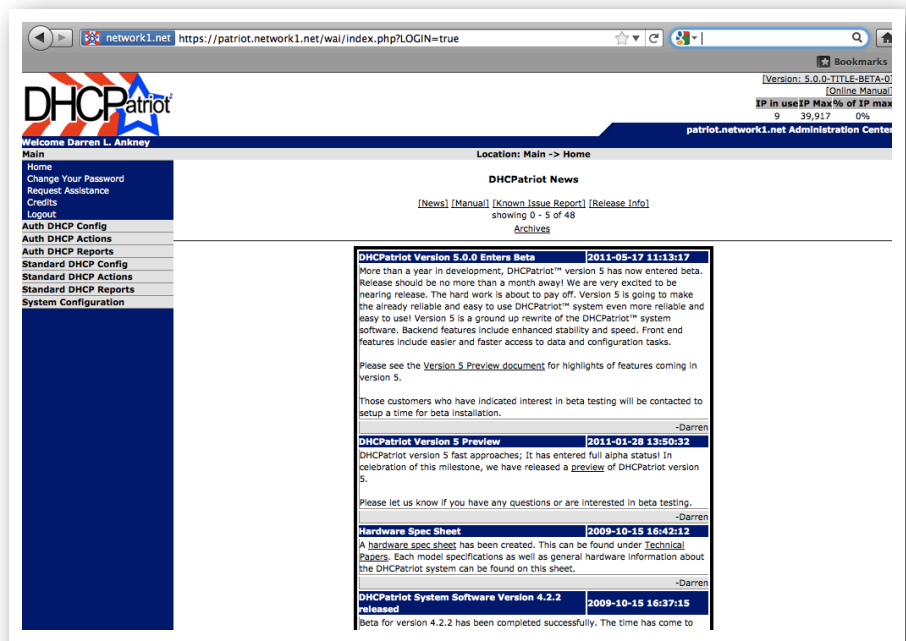 network1.net https://patriot.network1.net/wai/index.php?LOGIN=true
Bookmarks
DHCPatriot
[Version: 5.0.0-TITLE-BETA-0]
[Online Manual]
IP in use IP Max % of IP max
9 39,917 0%
patriot.network1.net Administration Center
Welcome Darren L. Ankney
Main
Location: Main -> Home
Home
Change Your Password
Request Assistance
Credits
Logout
Auth DHCP Config
Auth DHCP Actions
Auth DHCP Reports
Standard DHCP Config
Standard DHCP Actions
Standard DHCP Reports
System Configuration
DHCPatriot News
[News] [Manual] [Known Issue Report] [Release Info]
showing 0 - 5 of 48
Archives
DHCPatriot Version 5.0.0 Enters Beta 2011-05-17 11:13:17
More than a year in development, DHCPatriot™ version 5 has now entered beta.
Release should be no more than a month away! We are very excited to be
nearing release. The hard work is about to pay off. Version 5 is going to make
the already reliable and easy to use DHCPatriot™ system even more reliable and
easy to use! Version 5 is a ground up rewrite of the DHCPatriot™ system
software. Backend features include enhanced stability and speed. Front end
features include easier and faster access to data and configuration tasks.
Please see the Version 5 Preview document for highlights of features coming in
version 5.
Those customers who have indicated interest in beta testing will be contacted to
setup a time for beta installation.
-Darren
DHCPatriot Version 5 Preview 2011-01-28 13:50:32
DHCPatriot version 5 fast approaches; It has entered full alpha status! In
celebration of this milestone, we have released a preview of DHCPatriot version
5.
Please let us know if you have any questions or are interested in beta testing.
-Darren
Hardware Spec Sheet 2009-10-15 16:42:12
A hardware spec sheet has been created. This can be found under Technical
Papers. Each model specifications as well as general hardware information about
the DHCPatriot system can be found on this sheet.
-Darren
DHCPatriot System Software Version 4.2.2
released 2009-10-15 16:37:15
Beta for version 4.2.2 has been completed successfully. The time has come to